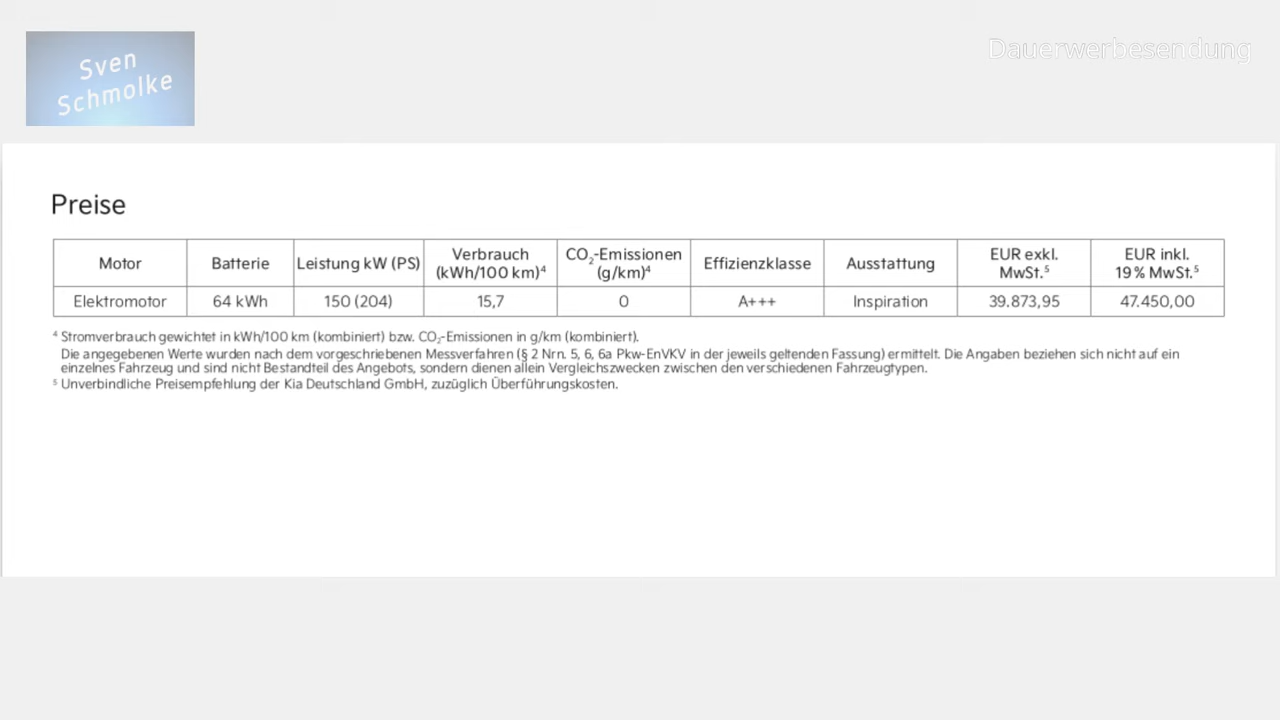 Sven
Schmolke
Dauerwerbesendung
Preise
Motor Batterie Leistung kW (PS) Verbrauch (kWh/100 km)⁴ CO₂-Emissionen (g/km)⁴ Effizienzklasse Ausstattung EUR exkl. MwSt.⁵ EUR inkl. 19 % MwSt.⁵
Elektromotor 64 kWh 150 (204) 15,7 0 A+++ Inspiration 39.873,95 47.450,00
⁴ Stromverbrauch gewichtet in kWh/100 km (kombiniert) bzw. CO₂-Emissionen in g/km (kombiniert).
Die angegebenen Werte wurden nach dem vorgeschriebenen Messverfahren (§ 2 Nrn. 5, 6, 6a Pkw-EnVKV in der jeweils geltenden Fassung) ermittelt. Die Angaben beziehen sich nicht auf ein
einzelnes Fahrzeug und sind nicht Bestandteil des Angebots, sondern dienen allein Vergleichszwecken zwischen den verschiedenen Fahrzeugtypen.
⁵ Unverbindliche Preisempfehlung der Kia Deutschland GmbH, zuzüglich Überführungskosten.